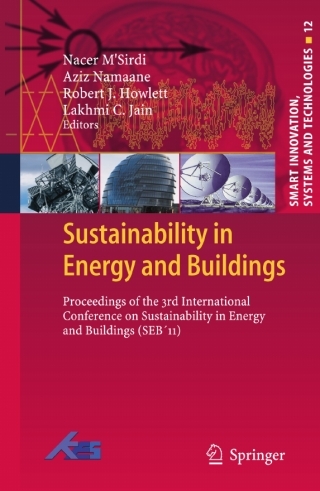 Nacer M'Sirdi
Aziz Namaane
Robert J. Howlett
Lakhmi C. Jain
Editors
SMART INNOVATION,
SYSTEMS AND TECHNOLOGIES ■ 12
Sustainability in
Energy and Buildings
Proceedings of the 3rd International
Conference on Sustainability in Energy
and Buildings (SEB´11)
KES
Springer